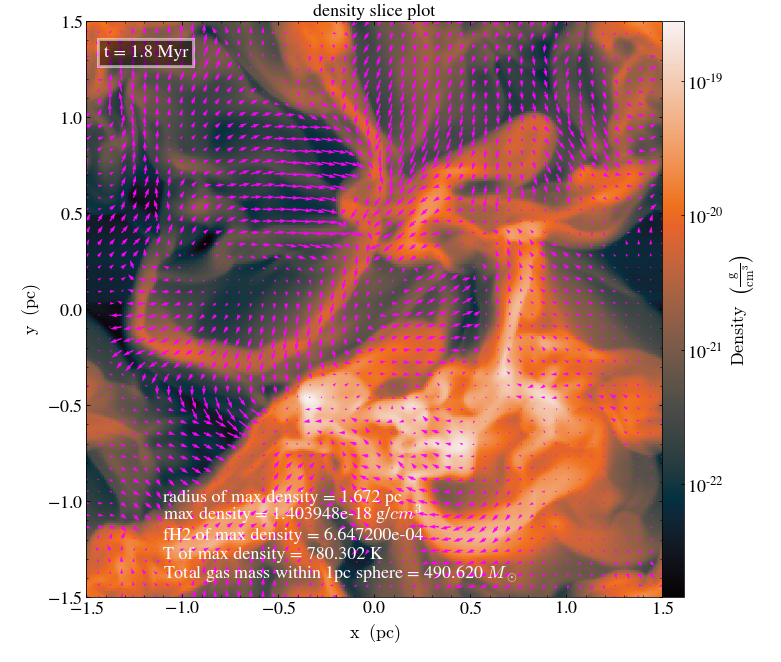 density slice plot
t = 1.8 Myr
1.5
1.0
0.5
0.0
−0.5
−1.0
−1.5
y (pc)
radius of max density = 1.672 pc
max density = 1.403948e-18 g/cm³
fH2 of max density = 6.647200e-04
T of max density = 780.302 K
Total gas mass within 1pc sphere = 490.620 M⊙
−1.5 −1.0 −0.5 0.0 0.5 1.0 1.5
x (pc)
10⁻¹⁹
10⁻²⁰
10⁻²¹
10⁻²²
Density (g/cm³)